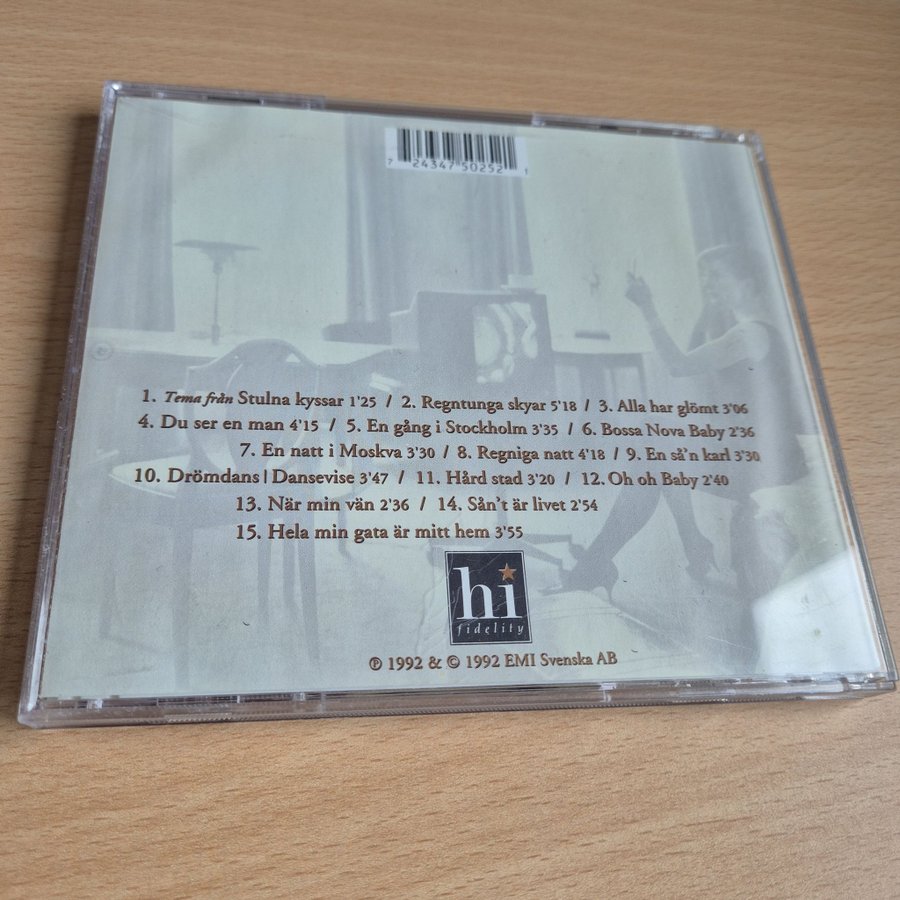 7 24347 50252 1
1. Tema från Stulna kyssar 1'25 / 2. Regntunga skyar 5'18 / 3. Alla har glömt 3'06
4. Du ser en man 4'15 / 5. En gång i Stockholm 3'35 / 6. Bossa Nova Baby 2'36
7. En natt i Moskva 3'30 / 8. Regniga natt 4'18 / 9. En så'n karl 3'30
10. Drömdans | Dansevise 3'47 / 11. Hård stad 3'20 / 12. Oh oh Baby 2'40
13. När min vän 2'36 / 14. Sån't är livet 2'54
15. Hela min gata är mitt hem 3'55
hi
fidelity
℗ 1992 & © 1992 EMI Svenska AB